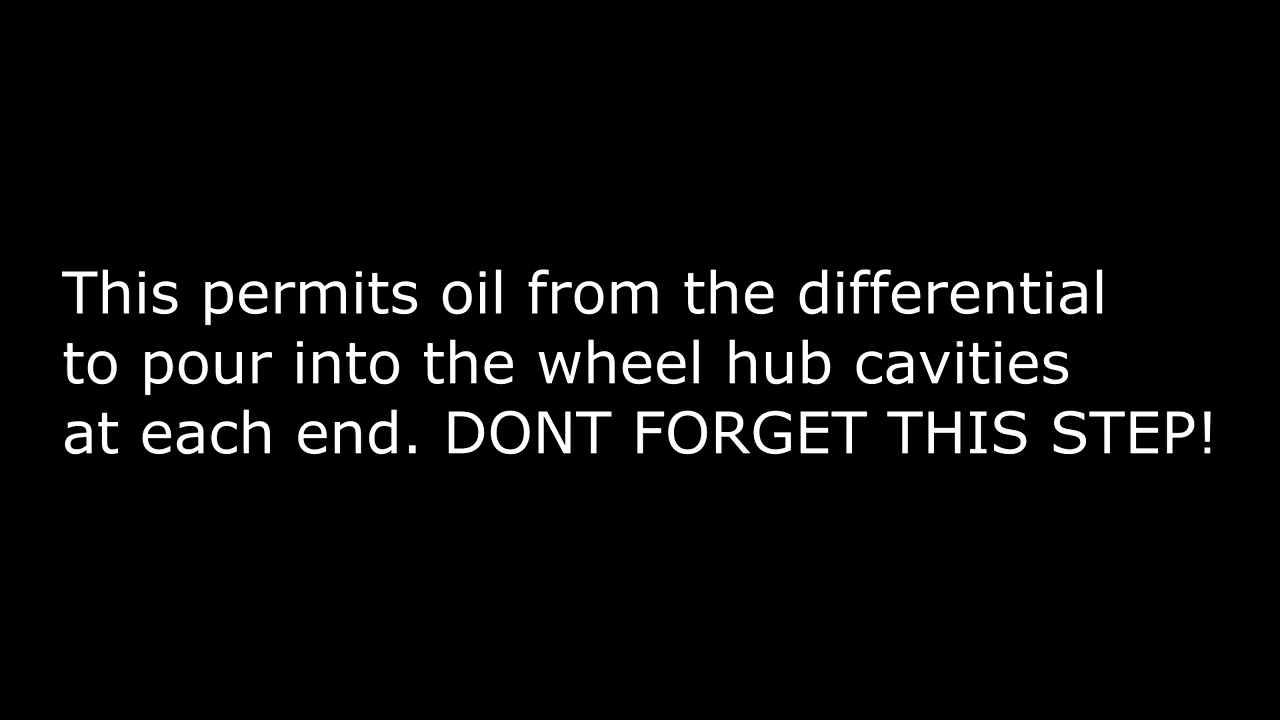 This permits oil from the differential
to pour into the wheel hub cavities
at each end. DONT FORGET THIS STEP!